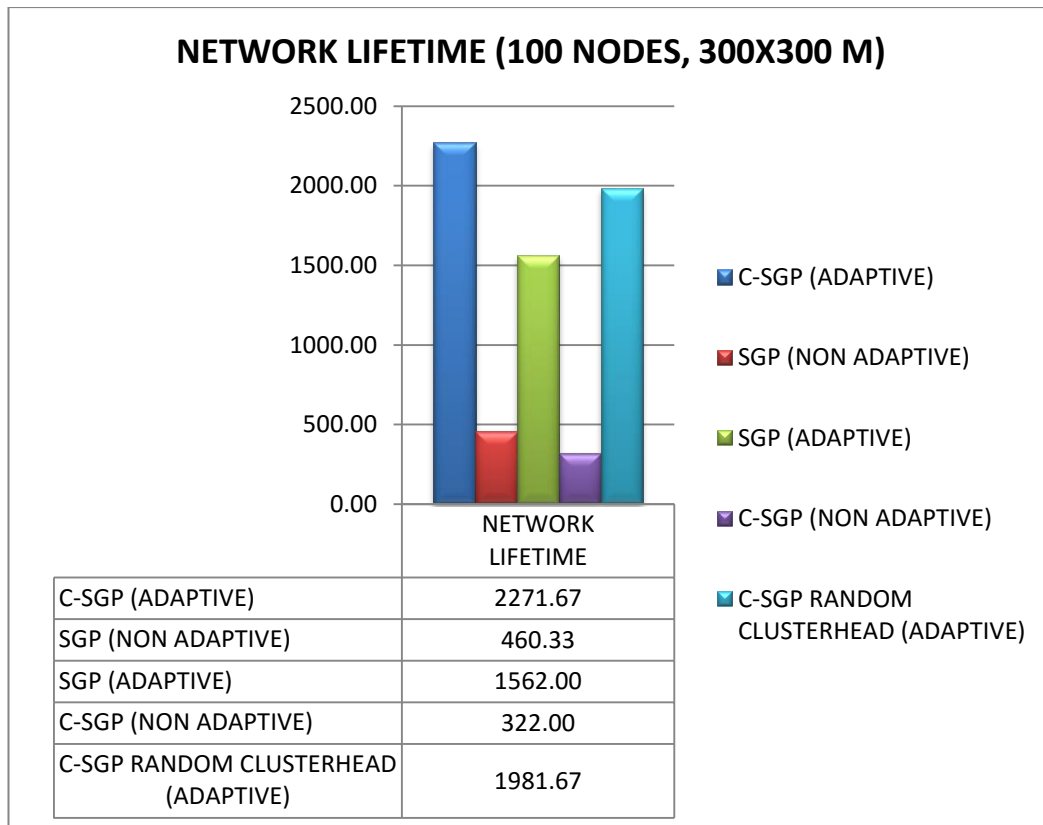 NETWORK LIFETIME (100 NODES, 300X300 M)
2500.00
2000.00
1500.00
1000.00
500.00
0.00
C-SGP (ADAPTIVE)
SGP (NON ADAPTIVE)
SGP (ADAPTIVE)
C-SGP (NON ADAPTIVE)
C-SGP RANDOM
CLUSTERHEAD (ADAPTIVE)
NETWORK
LIFETIME
C-SGP (ADAPTIVE) 2271.67
SGP (NON ADAPTIVE) 460.33
SGP (ADAPTIVE) 1562.00
C-SGP (NON ADAPTIVE) 322.00
C-SGP RANDOM CLUSTERHEAD
(ADAPTIVE) 1981.67